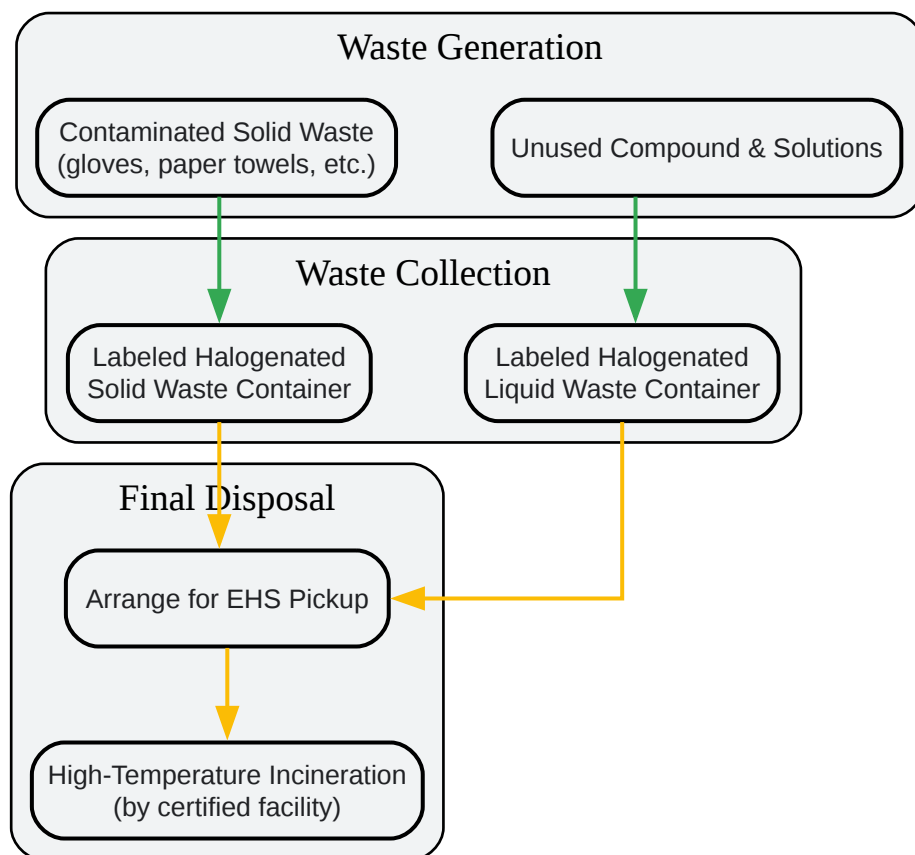 Waste Generation
Contaminated Solid Waste
(gloves, paper towels, etc.)
Unused Compound & Solutions
Waste Collection
Labeled Halogenated
Solid Waste Container
Labeled Halogenated
Liquid Waste Container
Final Disposal
Arrange for EHS Pickup
High-Temperature Incineration
(by certified facility)